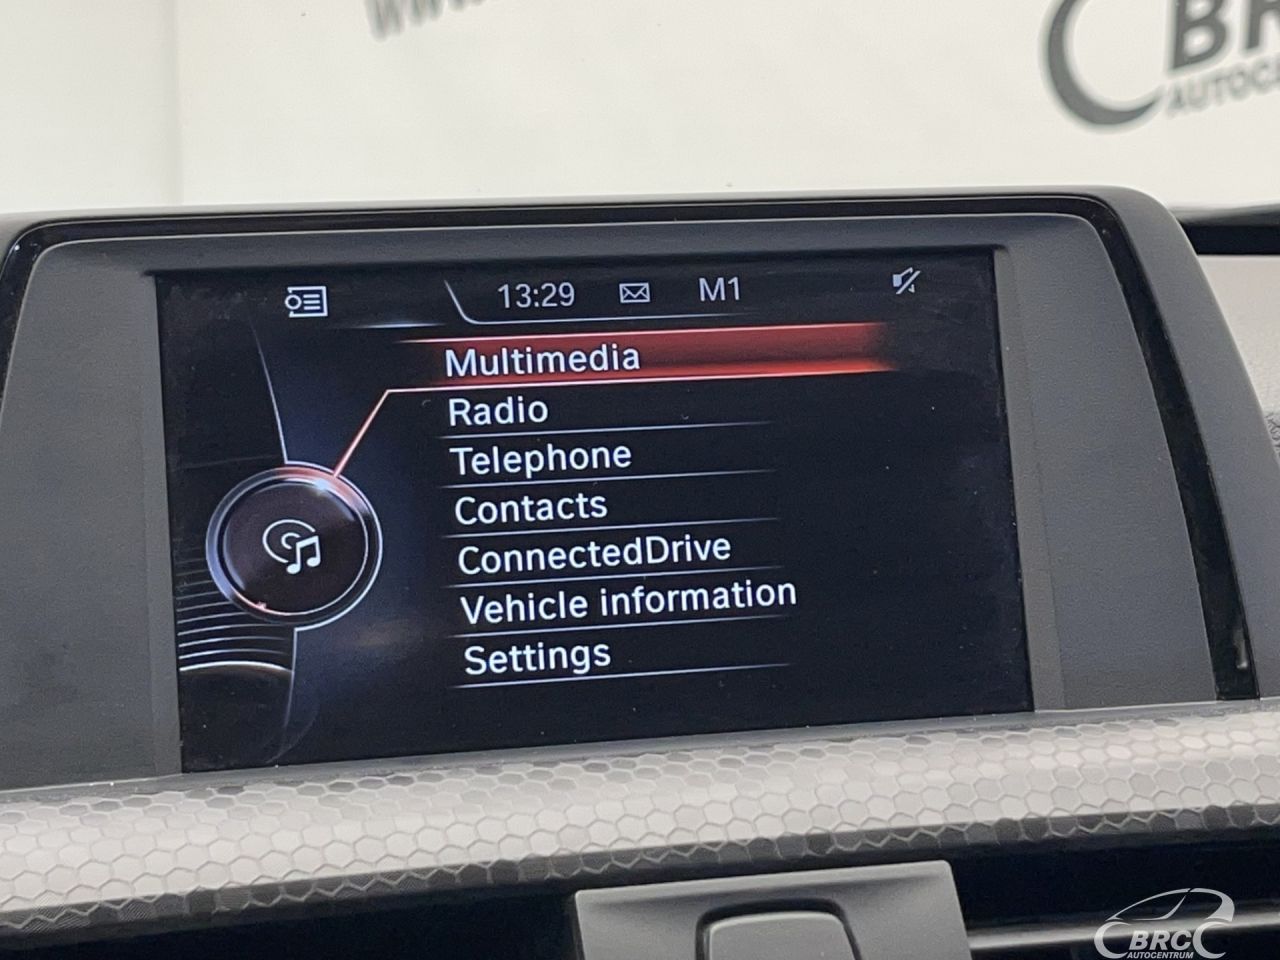 13:29 M1
Multimedia
Radio
Telephone
Contacts
ConnectedDrive
Vehicle information
Settings
BRC
AUTOCENTRUM